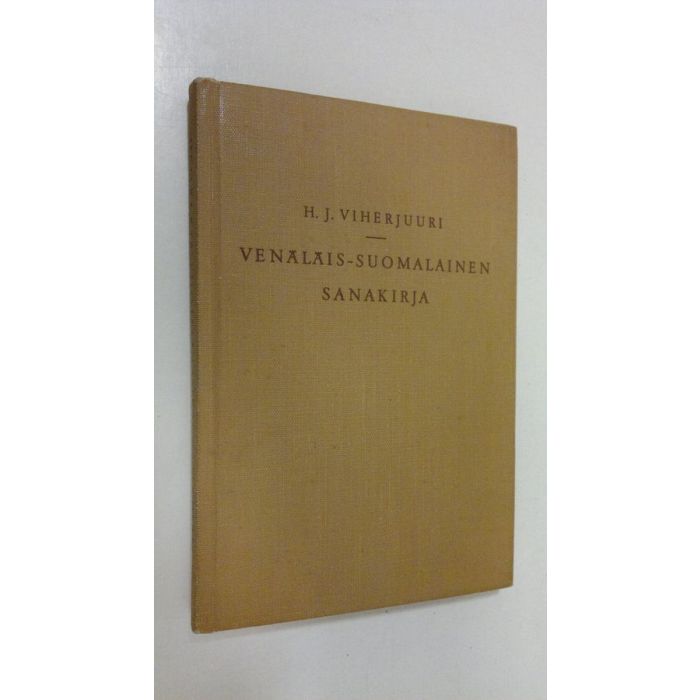 H. J. VIHERJUURI
VENÄLÄIS-SUOMALAINEN
SANAKIRJA